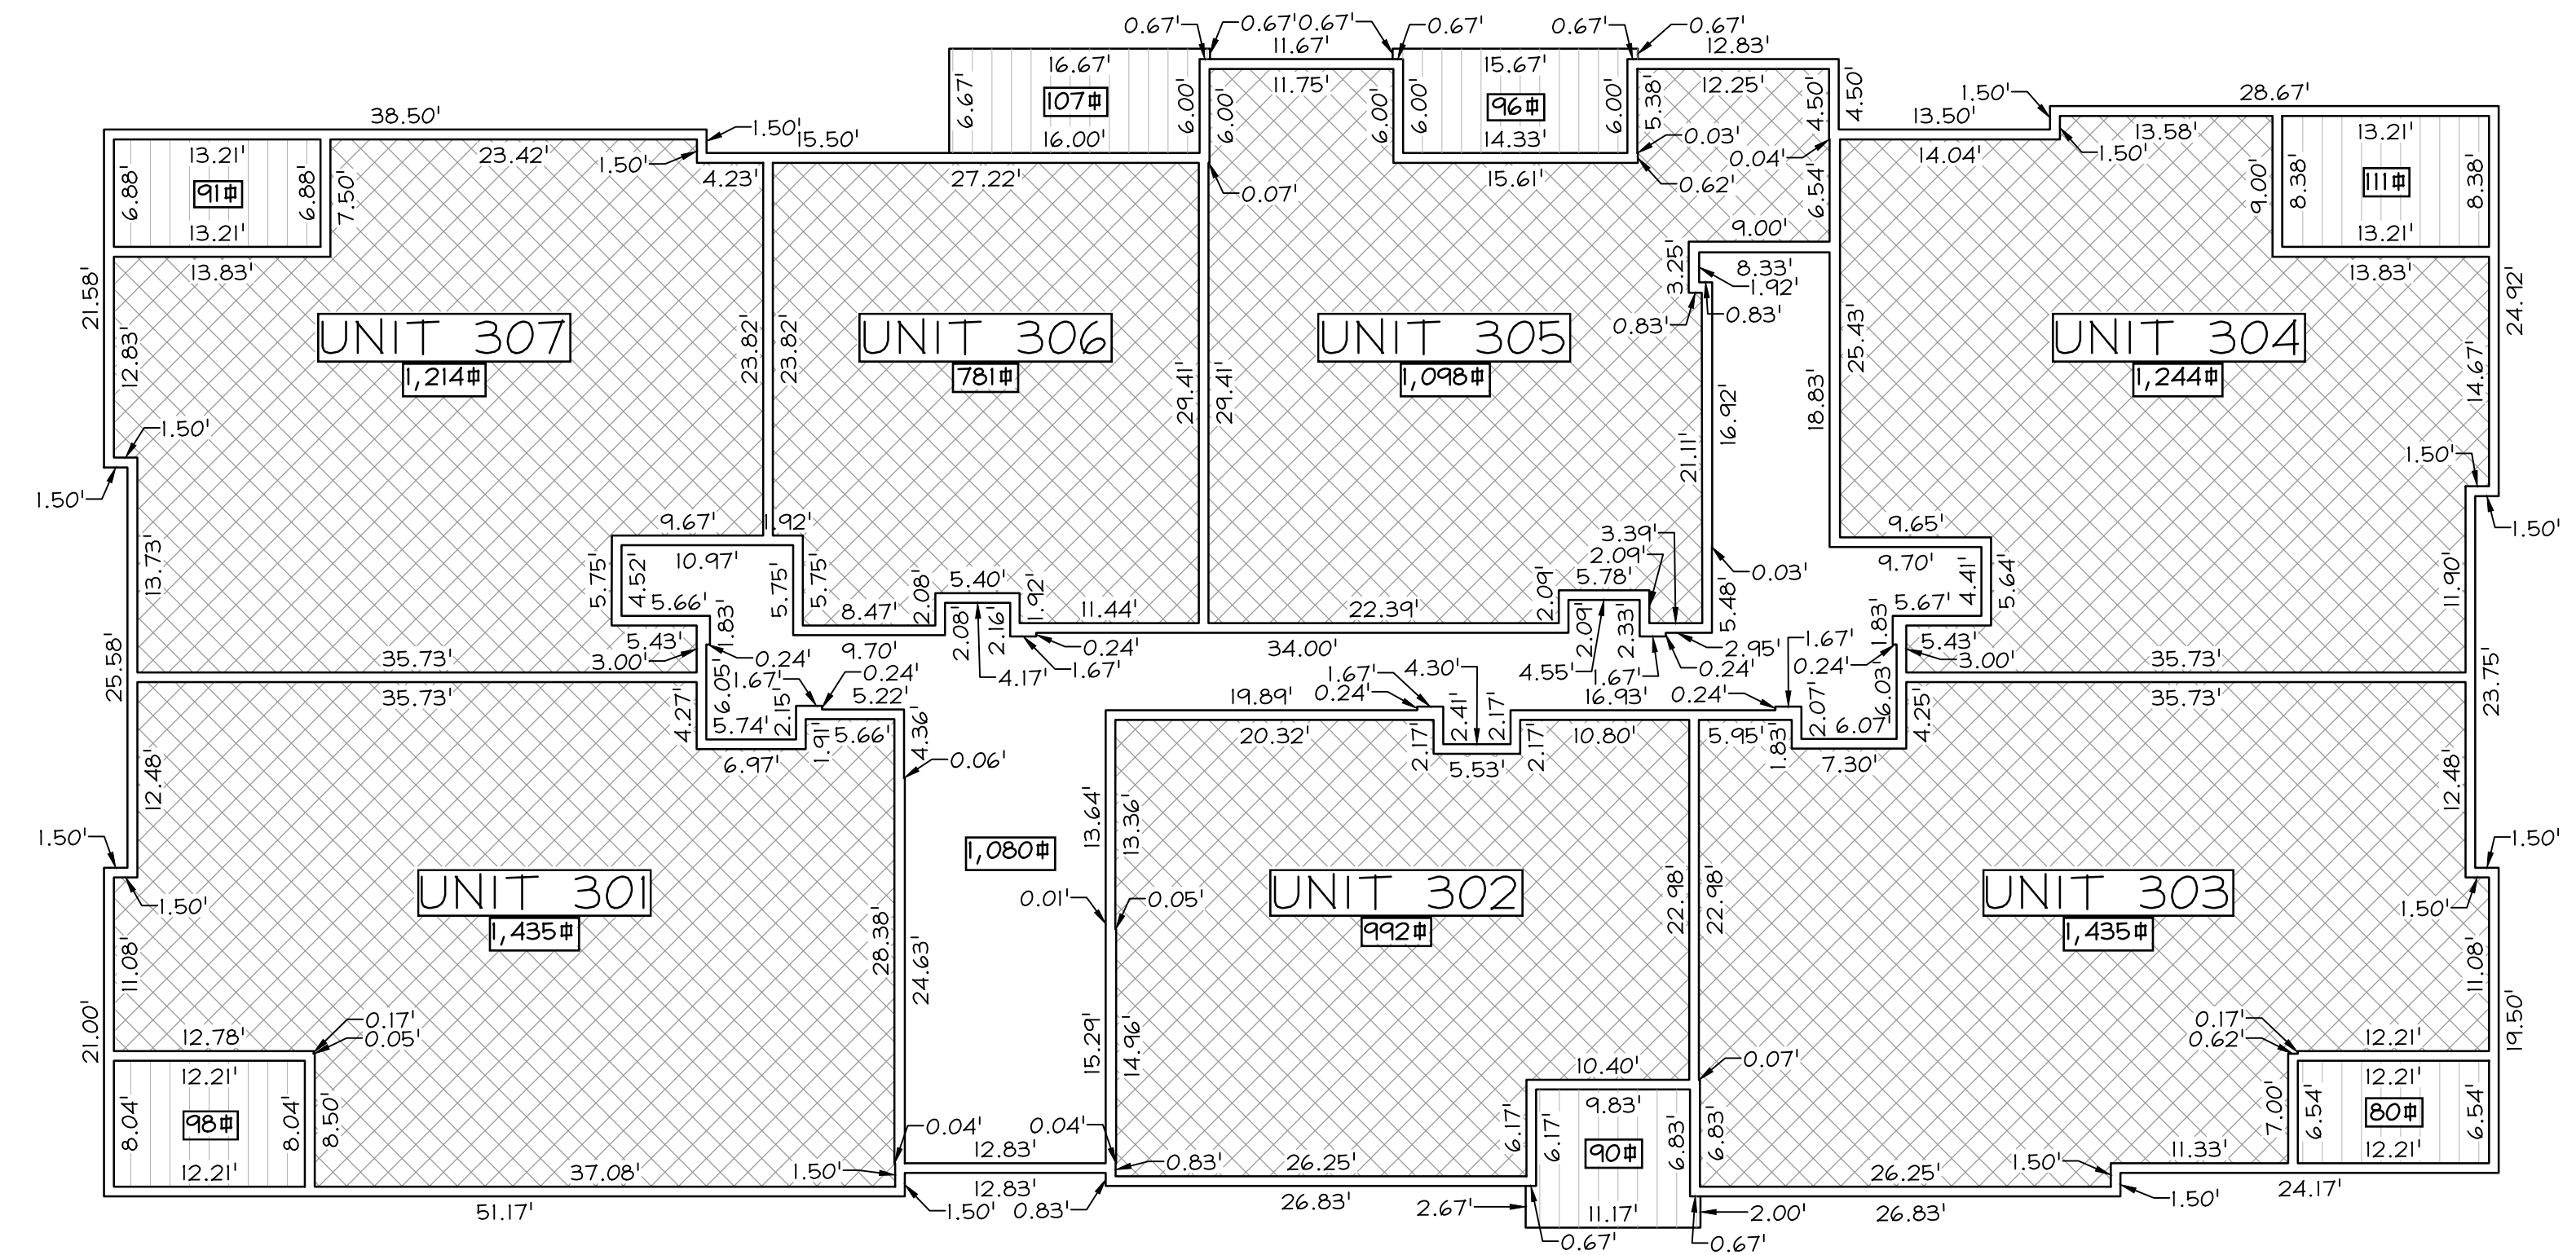 0.67' 0.67' 0.67' 0.67' 0.67' 0.67'
11.67' 12.83'
16.67' 15.67'
11.75' 12.25' 4.50' 4.50'
6.67' 107⏍ 6.00' 6.00' 6.00' 6.00' 96⏍ 6.00' 5.38'
1.50' 28.67'
38.50' 1.50' 15.50' 16.00' 14.33' 0.03' 13.50' 13.58' 13.21'
13.21' 23.42' 1.50' 0.04' 14.04' 1.50'
4.23' 27.22' 0.07' 15.61' 0.62' 6.54'
6.88' 91⏍ 6.88' 7.50' 9.00' 8.38' 111⏍ 8.38'
13.21' 9.00' 13.21'
13.83' 3.25' 8.33' 1.92' 13.83'
21.58' 24.92'
0.83' 0.83'
UNIT 307 UNIT 306 UNIT 305 UNIT 304
12.83' 23.82' 23.82' 25.43' 14.67'
1,214⏍ 781⏍ 1,098⏍ 1,244⏍
29.41' 29.41' 16.92' 18.83'
1.50' 21.11' 1.50'
1.50' 1.50'
9.67' 1.92' 3.39' 9.65'
10.97' 2.09' 9.70'
13.73' 5.75' 4.52' 5.75' 5.75' 5.40' 5.78' 0.03' 4.41' 5.64' 11.90'
5.66' 1.83' 8.47' 2.08' 1.92' 11.44' 22.39' 2.09' 5.48' 1.83' 5.67'
5.43' 2.08' 2.16' 0.24' 34.00' 2.09' 2.33' 2.95' 1.67' 5.43'
35.73' 3.00' 0.24' 9.70' 1.67' 4.55' 1.67' 0.24' 0.24' 3.00' 35.73'
25.58' 1.67' 0.24' 4.17' 1.67' 4.30' 23.75'
35.73' 6.05' 5.22' 19.89' 0.24' 16.93' 0.24' 6.03' 35.73'
4.27' 5.74' 2.15' 1.91' 5.66' 4.36' 20.32' 2.17' 2.41' 2.17' 2.17' 10.80' 5.95' 1.83' 2.07' 6.07' 4.25'
6.97' 0.06' 5.53' 7.30'
12.48' 12.48'
1.50' 13.64' 13.36' 1.50'
1,080⏍
UNIT 301 UNIT 302 UNIT 303
1.50' 0.01' 0.05' 22.98' 22.98' 1.50'
1,435⏍ 992⏍ 1,435⏍
11.08' 28.38' 24.63' 11.08'
21.00' 0.17' 15.29' 14.96' 0.17' 19.50'
12.78' 0.05' 0.62' 12.21'
12.21' 10.40' 0.07' 12.21'
8.04' 98⏍ 8.04' 8.50' 9.83' 7.00' 6.54' 80⏍ 6.54'
0.04' 0.04' 6.17' 6.17' 90⏍ 6.83' 6.83'
12.21' 37.08' 1.50' 12.83' 0.83' 26.25' 26.25' 1.50' 11.33' 12.21'
12.83' 24.17'
51.17' 1.50' 0.83' 26.83' 2.67' 11.17' 2.00' 26.83' 1.50'
0.67' 0.67'